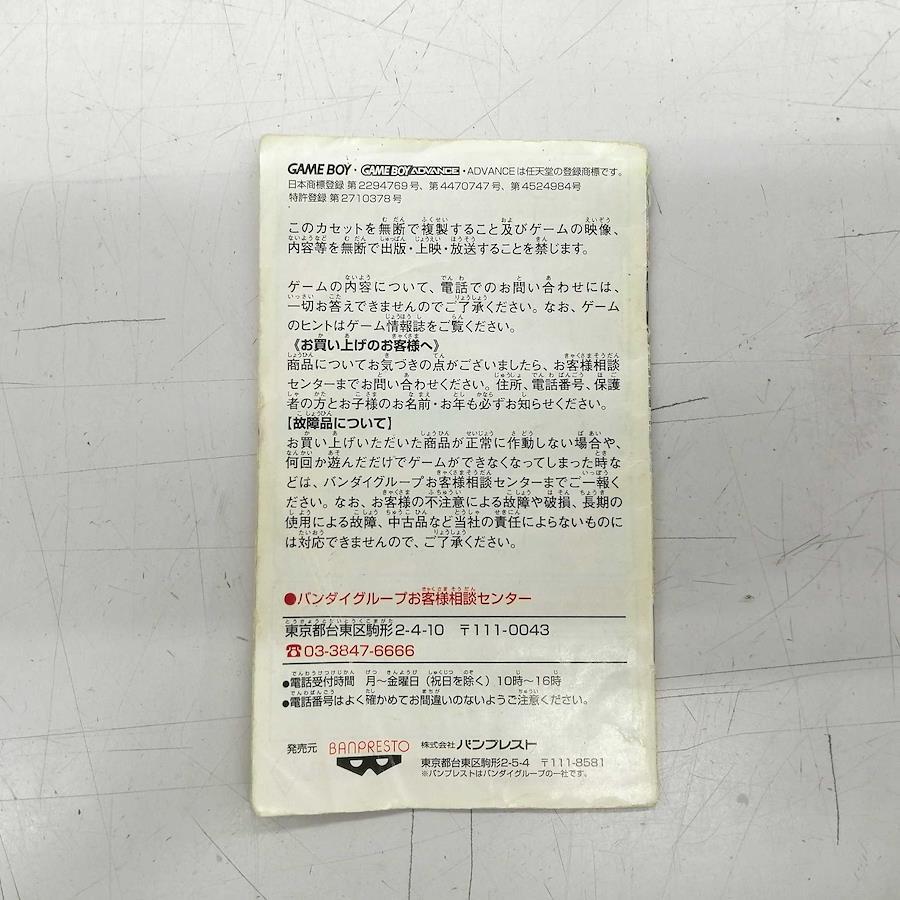 GAME BOY・GAME BOY ADVANCE・ADVANCEは任天堂の登録商標です。
日本商標登録 第2294769号、第4470747号、第4524984号
特許登録 第2710378号
このカセットを無断で複製すること及びゲームの映像、
内容等を無断で出版・上映・放送することを禁じます。
ゲームの内容について、電話でのお問い合わせには、
一切お答えできませんのでご了承ください。なお、ゲーム
のヒントはゲーム情報誌をご覧ください。
《お買い上げのお客様へ》
商品についてお気づきの点がございましたら、お客様相談
センターまでお問い合わせください。住所、電話番号、保護
者の方とお子様のお名前・お年も必ずお知らせください。
【故障品について】
お買い上げいただいた商品が正常に作動しない場合や、
何回か遊んだだけでゲームができなくなってしまった時な
どは、バンダイグループお客様相談センターまでご一報く
ださい。なお、お客様の不注意による故障や破損、長期の
使用による故障、中古品など当社の責任によらないものに
は対応できませんので、ご了承ください。
●バンダイグループお客様相談センター
東京都台東区駒形2-4-10 〒111-0043
☎03-3847-6666
●電話受付時間 月〜金曜日（祝日を除く）10時〜16時
●電話番号はよく確かめてお間違いのないようご注意ください。
発売元 BANPRESTO 株式会社 バンプレスト
東京都台東区駒形2-5-4 〒111-8581
※バンプレストはバンダイグループの一社です。